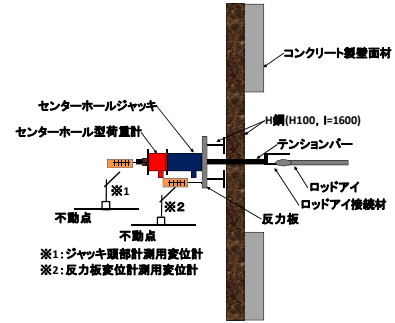 コンクリート製壁面材
センターホールジャッキ
H鋼(H100, l=1600)
センターホール型荷重計
テンションバー
※1
ロッドアイ
※2
ロッドアイ接続材
不動点
反力板
不動点
※1:ジャッキ頭部計測用変位計
※2:反力板変位計測用変位計